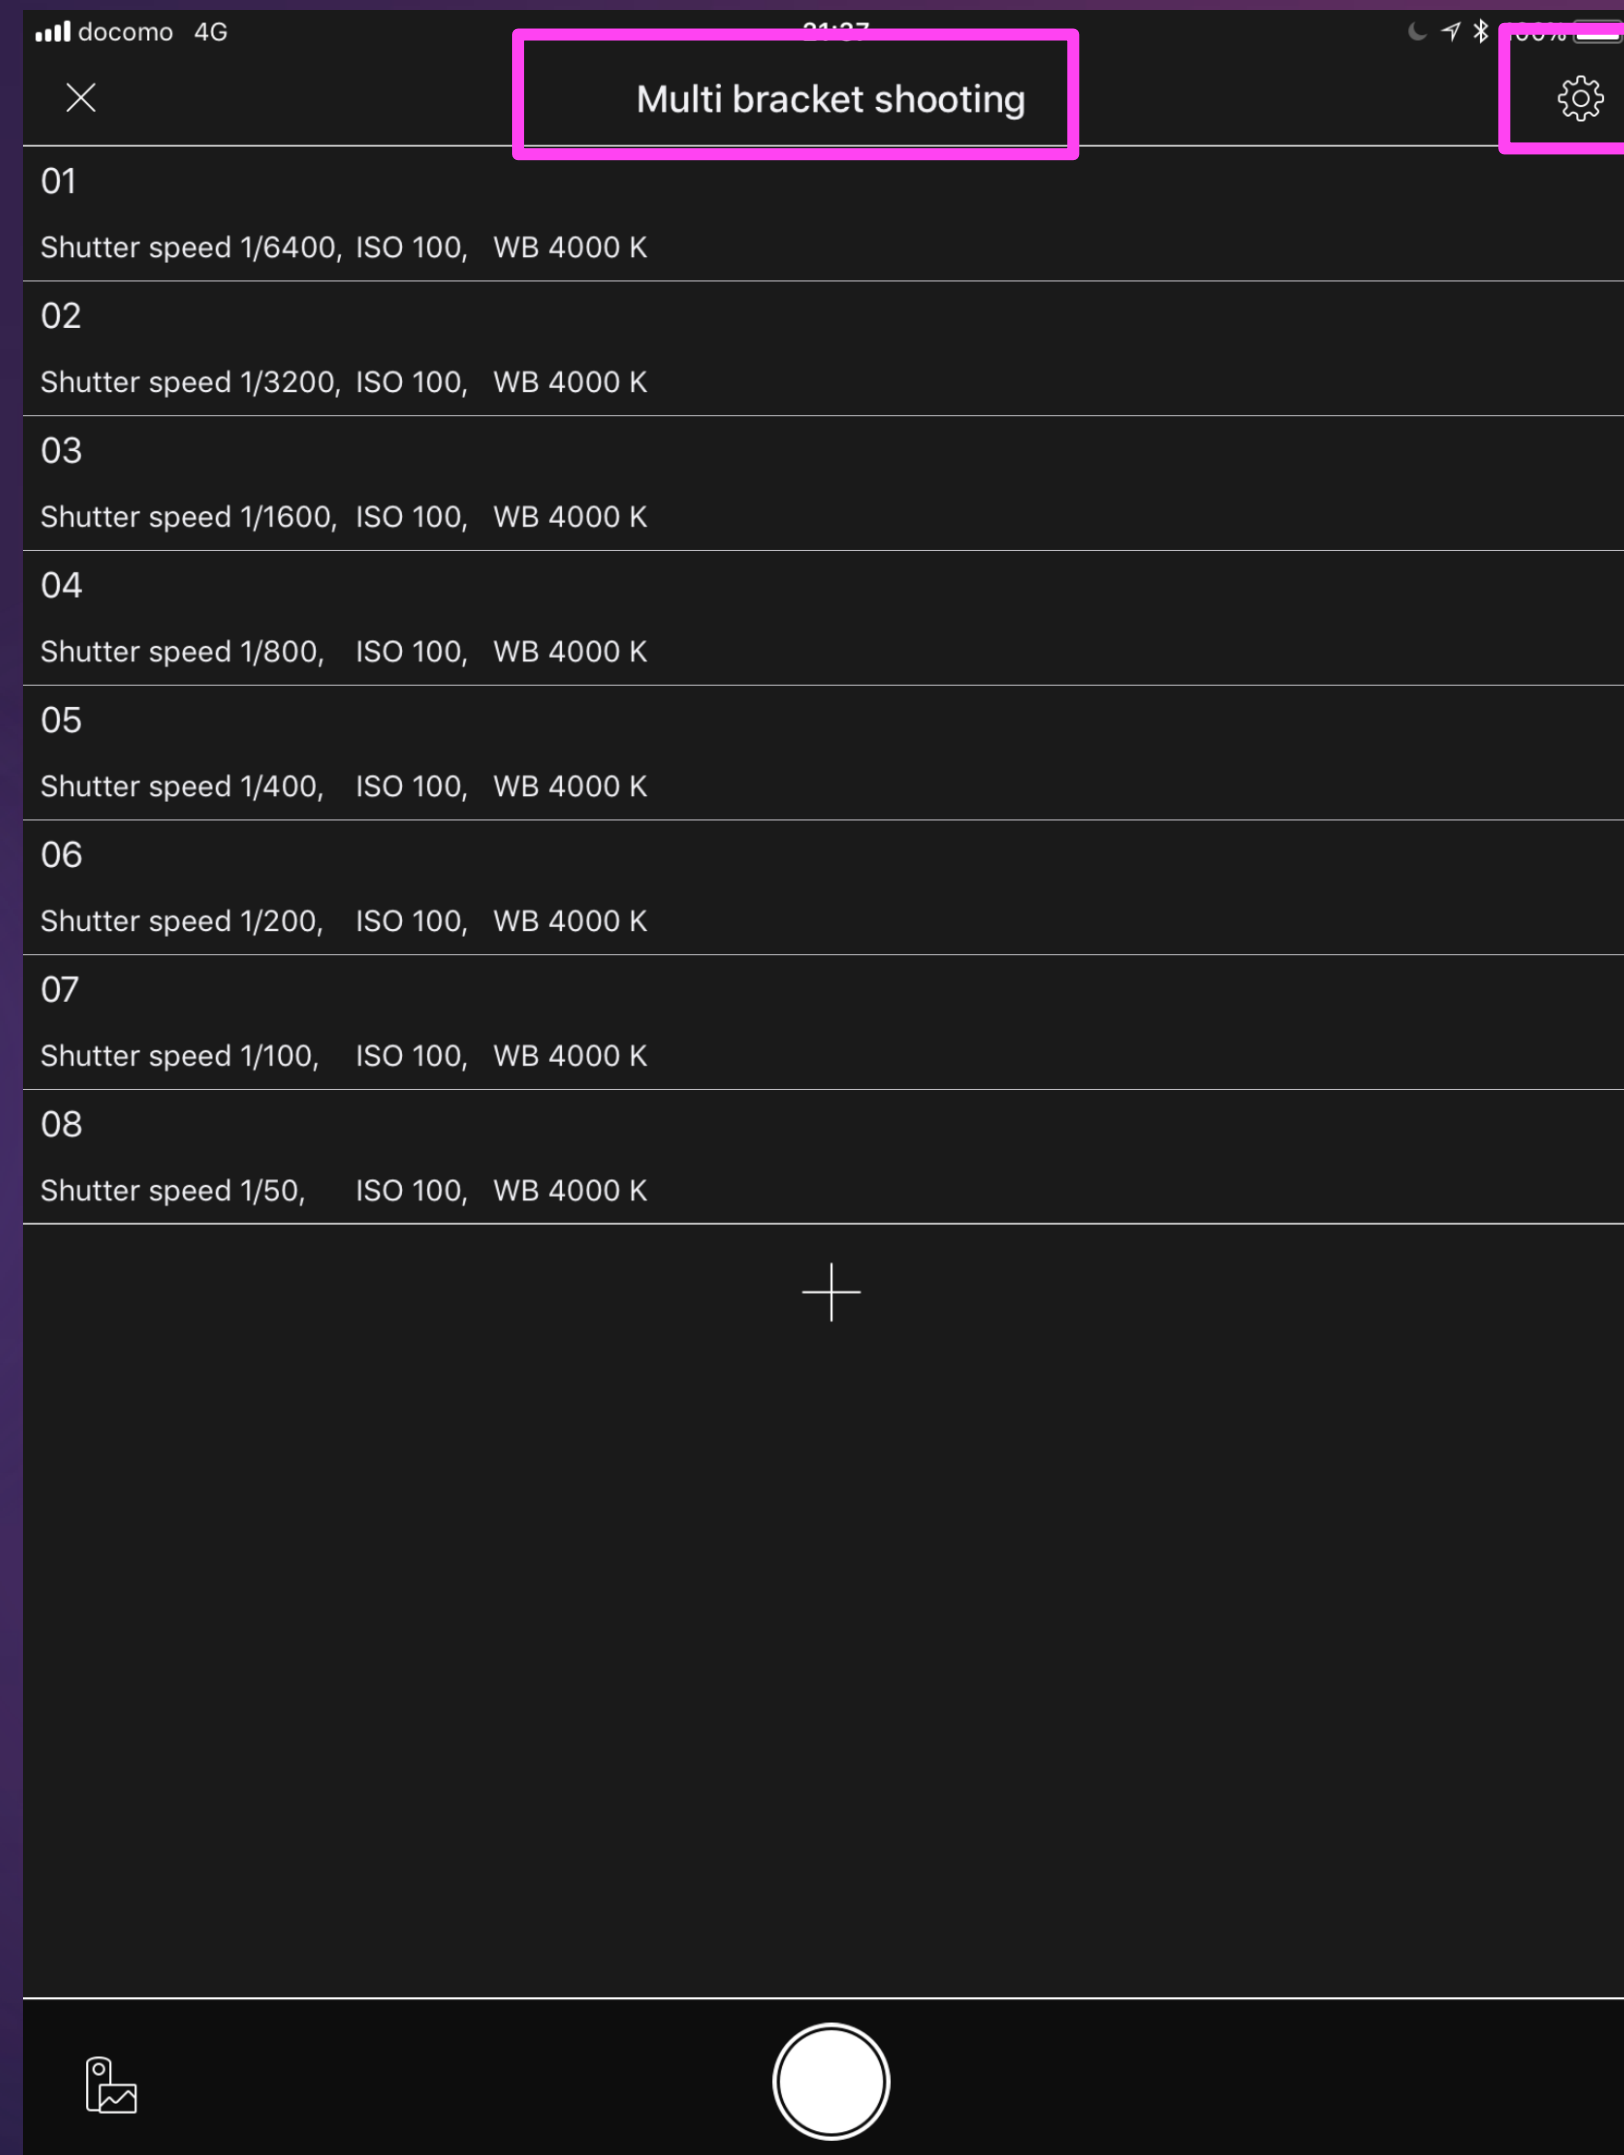 docomo 4G
Multi bracket shooting
01
Shutter speed 1/6400, ISO 100, WB 4000 K
02
Shutter speed 1/3200, ISO 100, WB 4000 K
03
Shutter speed 1/1600, ISO 100, WB 4000 K
04
Shutter speed 1/800, ISO 100, WB 4000 K
05
Shutter speed 1/400, ISO 100, WB 4000 K
06
Shutter speed 1/200, ISO 100, WB 4000 K
07
Shutter speed 1/100, ISO 100, WB 4000 K
08
Shutter speed 1/50, ISO 100, WB 4000 K